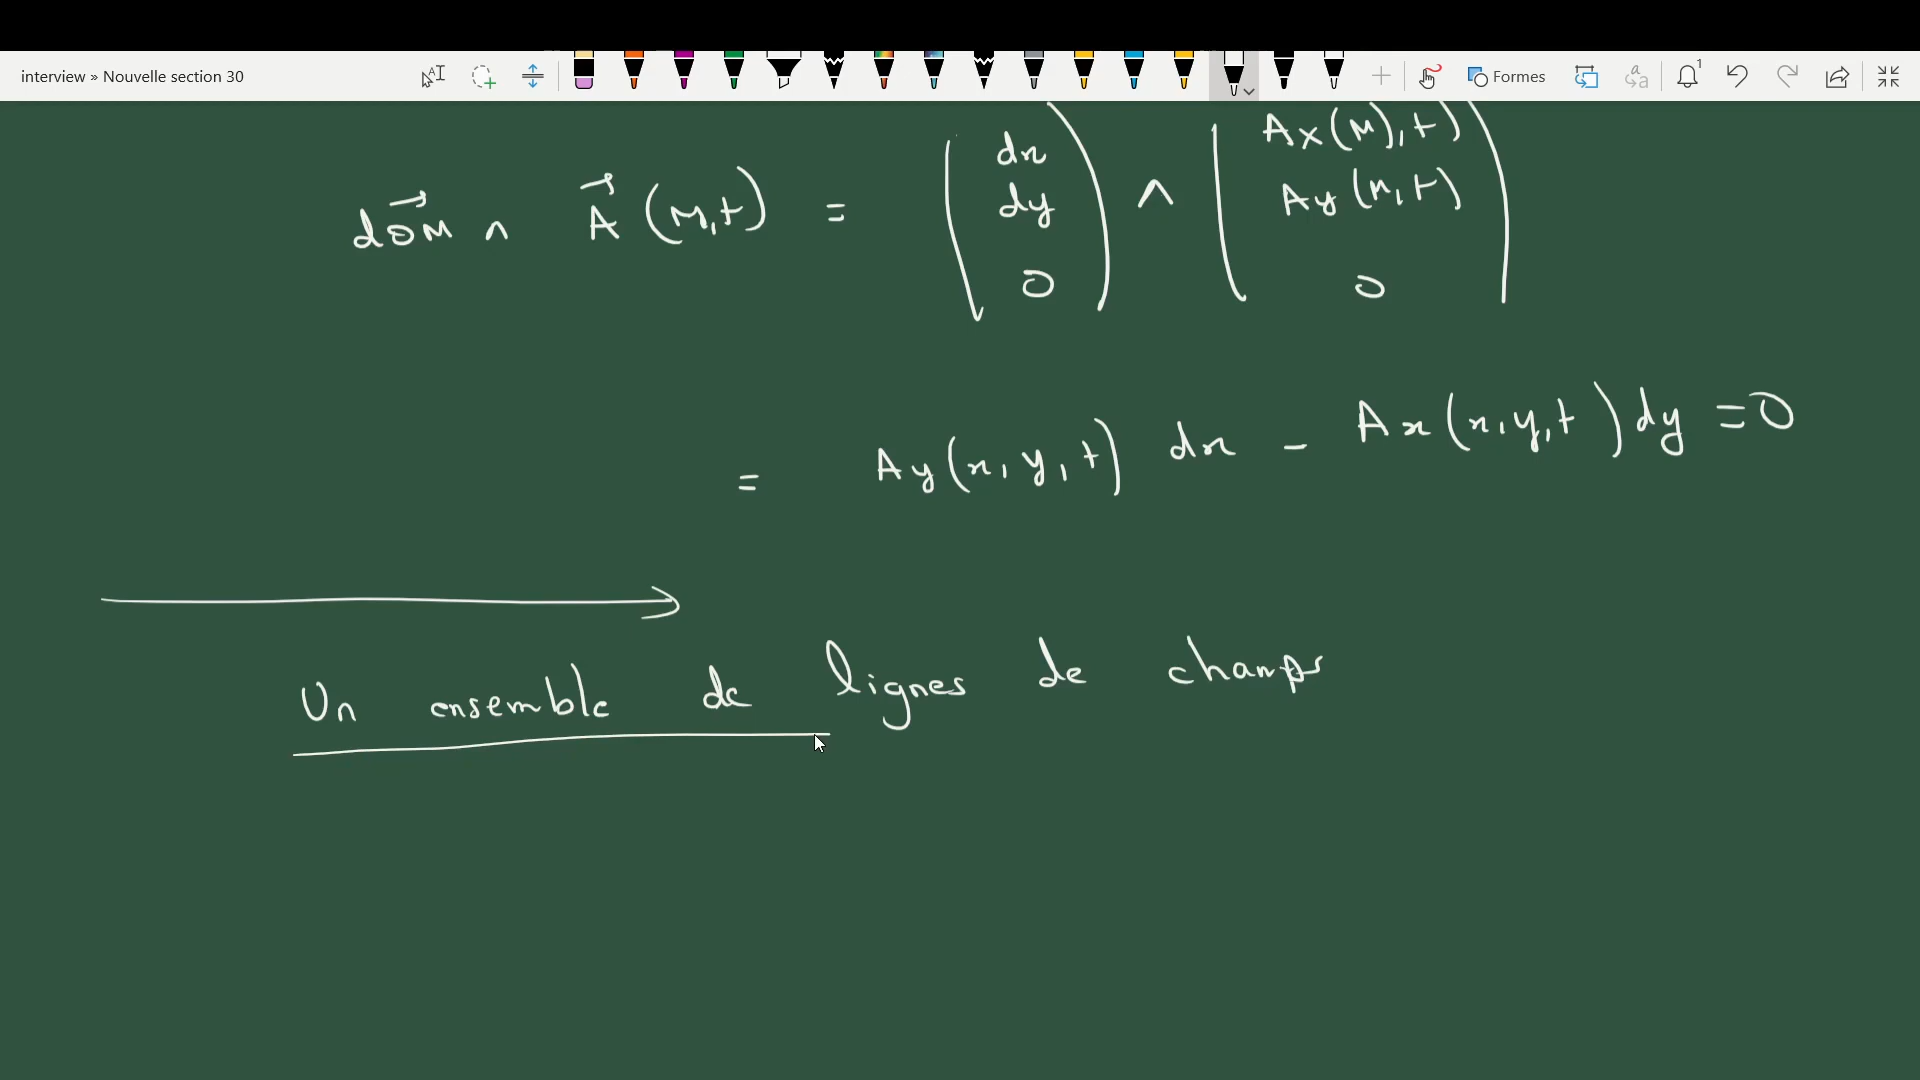 interview » Nouvelle section 30
Formes
1
dx
dy
0
Ax(M),t)
Ay(M,t)
0
dOM ∧ A(M,t) = ∧
= Ay(x,y,t) dx - Ax(x,y,t)dy =0
Un ensemble de lignes de champs